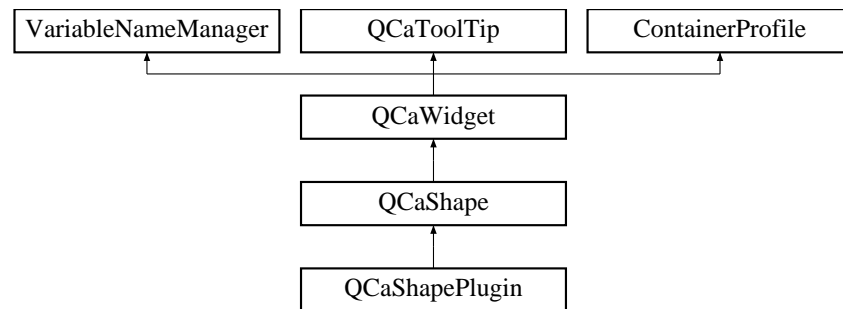 VariableNameManager
QCaToolTip
ContainerProfile
QCaWidget
QCaShape
QCaShapePlugin